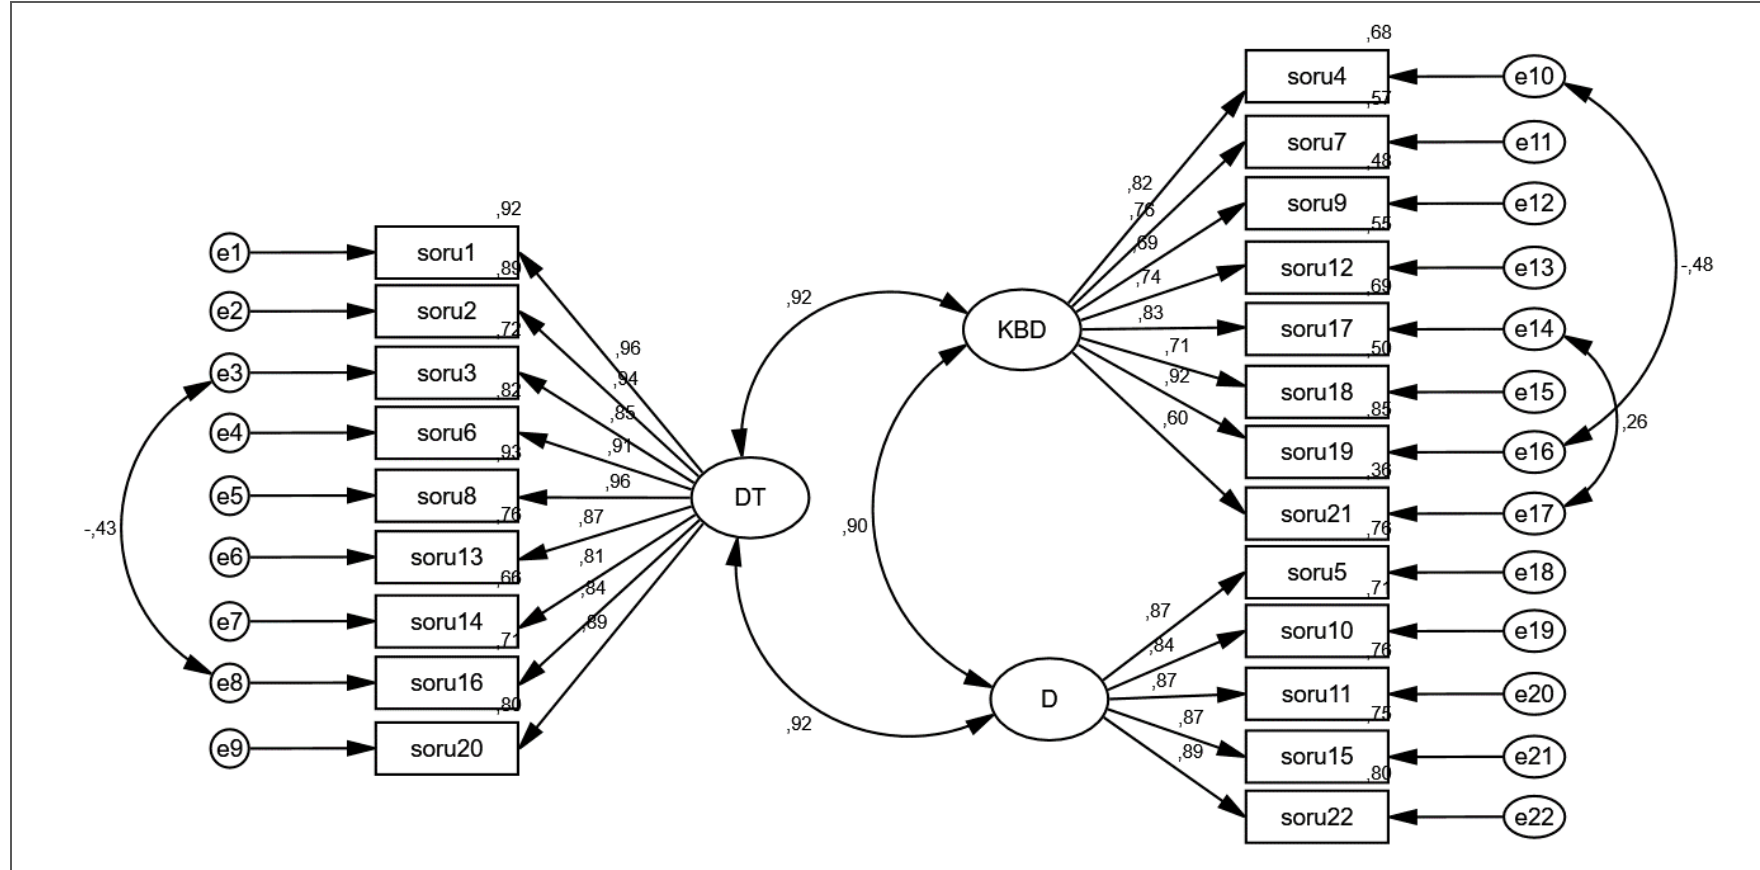 ,92
e1 soru1
,89
e2 soru2
,72
e3 soru3
,82
e4 soru6
,93
e5 soru8
,76
e6 soru13
,66
e7 soru14
,71
e8 soru16
,80
e9 soru20
-,43
,96
,94
,85
,91
,96
,87
,81
,84
,89
DT
,92
,90
,92
KBD
D
,82
,76
,69
,74
,83
,71
,92
,60
,87
,84
,87
,87
,89
,68
soru4 e10
,57
soru7 e11
,48
soru9 e12
,55
soru12 e13
,69
soru17 e14
,50
soru18 e15
,85
soru19 e16
,36
soru21 e17
,76
soru5 e18
,71
soru10 e19
,76
soru11 e20
,75
soru15 e21
,80
soru22 e22
-,48
,26